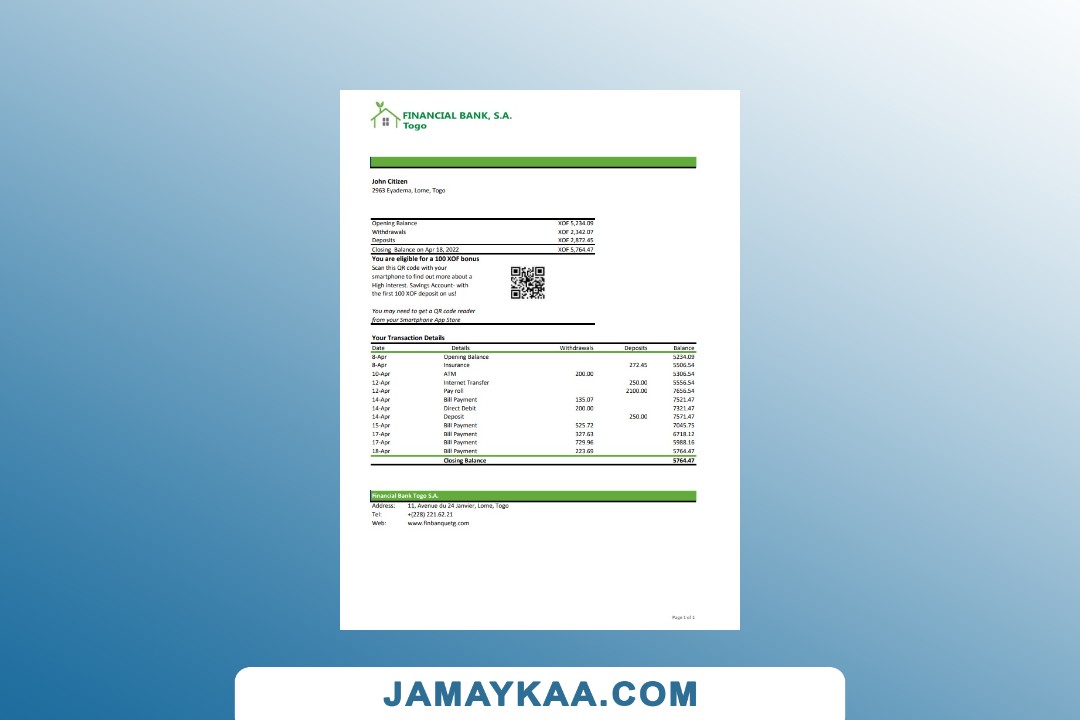 FINANCIAL BANK, S.A.
Togo
John Citizen
2963 Eyadema, Lome, Togo
Opening Balance XOF 5,234.09
Withdrawals XOF 2,342.07
Deposits XOF 2,872.45
Closing Balance on Apr 18, 2022 XOF 5,764.47
You are eligible for a 100 XOF bonus
Scan this QR code with your
smartphone to find out more about a
High Interest. Savings Account- with
the first 100 XOF deposit on us!
You may need to get a QR code reader
from your Smartphone App Store
Your Transaction Details
Date Details Withdrawals Deposits Balance
8-Apr Opening Balance 5234.09
8-Apr Insurance 272.45 5506.54
10-Apr ATM 200.00 5306.54
12-Apr Internet Transfer 250.00 5556.54
12-Apr Pay roll 2100.00 7656.54
14-Apr Bill Payment 135.07 7521.47
14-Apr Direct Debit 200.00 7321.47
14-Apr Deposit 250.00 7571.47
15-Apr Bill Payment 525.72 7045.75
17-Apr Bill Payment 327.63 6718.12
17-Apr Bill Payment 729.96 5988.16
18-Apr Bill Payment 223.69 5764.47
Closing Balance 5764.47
Financial Bank Togo S.A.
Address: 11, Avenue du 24 Janvier, Lome, Togo
Tel: +(228) 221.62.21
Web: www.finbanquetg.com
Page 1 of 1
JAMAYKAA.COM